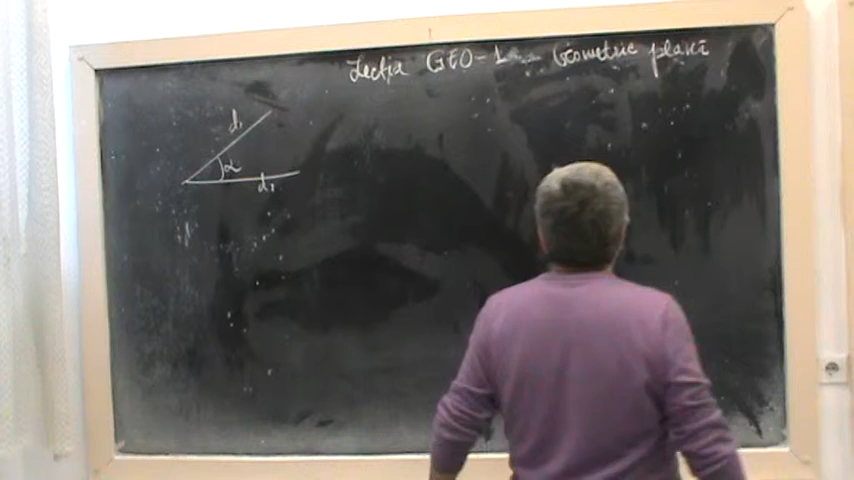 Lecția GEO-1 Geometrie plană
d₁
α
d₂